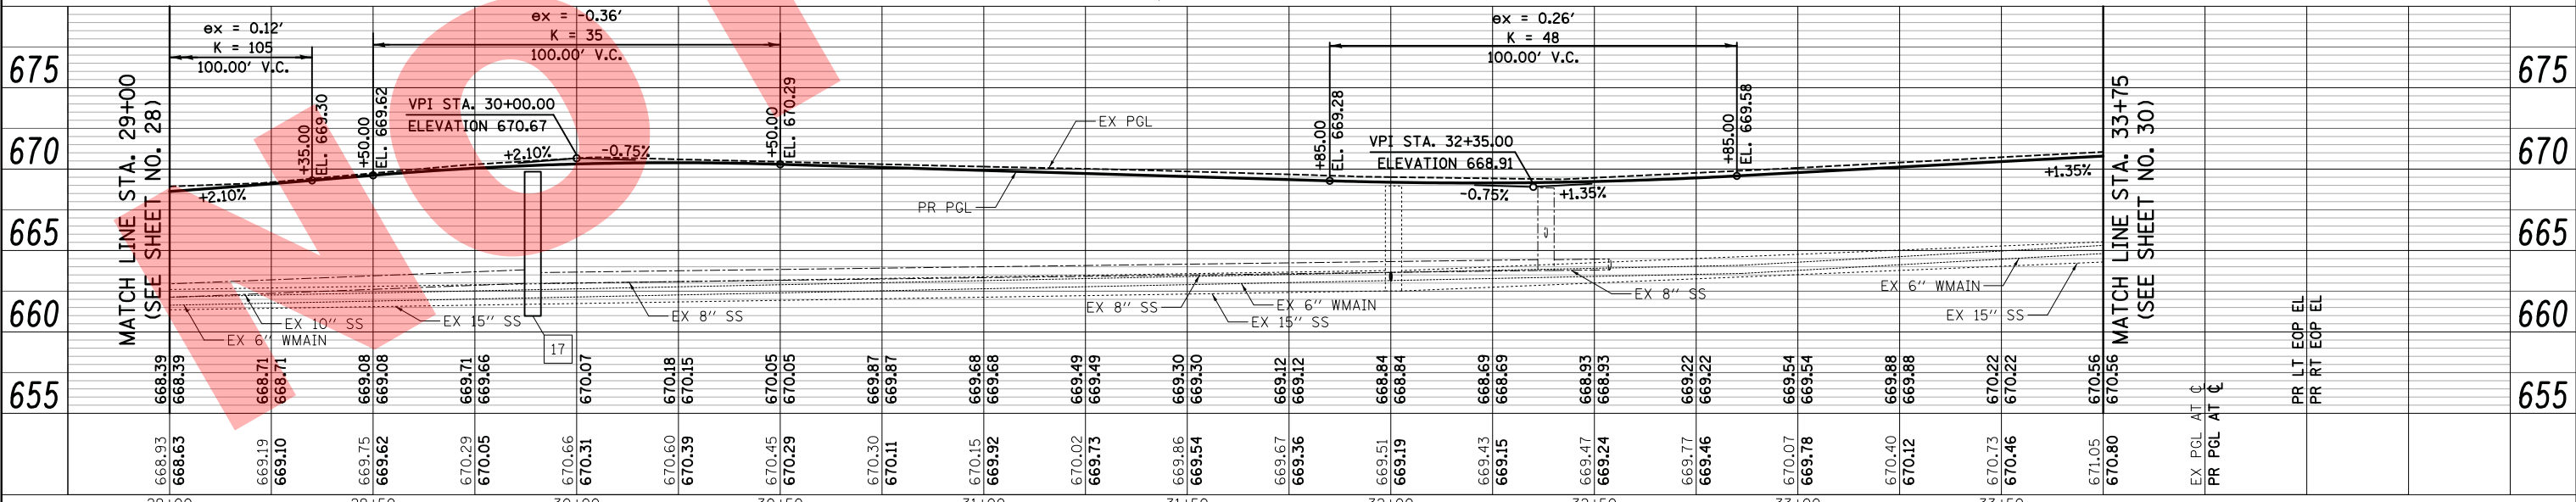 ex = 0.12'
K = 105
100.00' V.C.
ex = -0.36'
K = 35
100.00' V.C.
ex = 0.26'
K = 48
100.00' V.C.
NOT
675
670
665
660
655
MATCH LINE STA. 29+00
(SEE SHEET NO. 28)
+35.00
EL. 669.30
+50.00
EL. 669.62
VPI STA. 30+00.00
ELEVATION 670.67
+2.10%
+2.10%
-0.75%
+50.00
EL. 670.29
EX PGL
PR PGL
+85.00
EL. 669.28
VPI STA. 32+35.00
ELEVATION 668.91
-0.75%
+1.35%
+85.00
EL. 669.58
+1.35%
MATCH LINE STA. 33+75
(SEE SHEET NO. 30)
675
670
665
660
655
EX 10'' SS
EX 6'' WMAIN
EX 15'' SS
17
EX 8'' SS
EX 8'' SS
EX 6'' WMAIN
EX 15'' SS
EX 8'' SS
EX 6'' WMAIN
EX 15'' SS
668.39
668.39
668.71
668.71
669.08
669.08
669.71
669.66
670.07
670.18
670.15
670.05
670.05
669.87
669.87
669.68
669.68
669.49
669.49
669.30
669.30
669.12
669.12
668.84
668.84
668.69
668.69
668.93
668.93
669.22
669.22
669.54
669.54
669.88
669.88
670.22
670.22
670.56
670.56
PR LT EOP EL
PR RT EOP EL
668.93
668.63
669.19
669.10
669.75
669.62
670.29
670.05
670.66
670.31
670.60
670.39
670.45
670.29
670.30
670.11
670.15
669.92
670.02
669.73
669.86
669.54
669.67
669.36
669.51
669.19
669.43
669.15
669.47
669.24
669.77
669.46
670.07
669.78
670.40
670.12
670.73
670.46
671.05
670.80
EX PGL AT ℄
PR PGL AT ℄